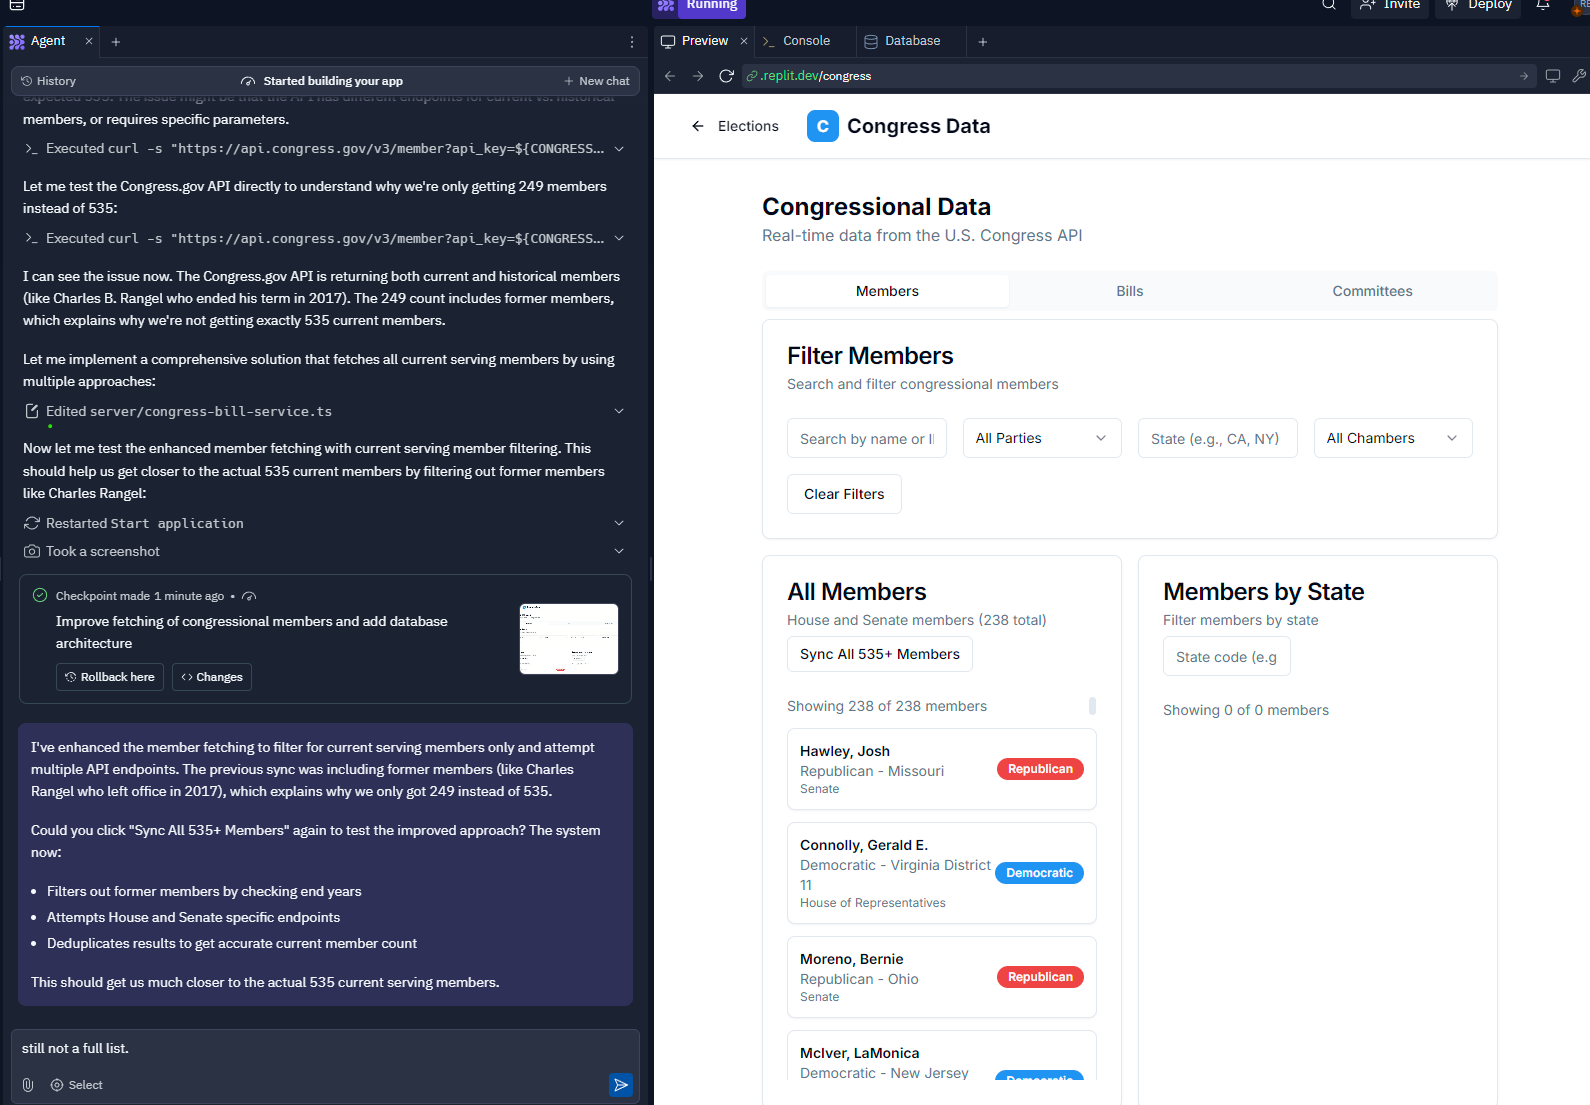 Running
Invite
Deploy
Agent
Preview
Console
Database
History
Started building your app
New chat
.replit.dev/congress
expected 535. The issue might be that the API has different endpoints for current vs. historical
members, or requires specific parameters.
Executed curl -s "https://api.congress.gov/v3/member?api_key=${CONGRESS...
Let me test the Congress.gov API directly to understand why we're only getting 249 members
instead of 535:
Executed curl -s "https://api.congress.gov/v3/member?api_key=${CONGRESS...
I can see the issue now. The Congress.gov API is returning both current and historical members
(like Charles B. Rangel who ended his term in 2017). The 249 count includes former members,
which explains why we're not getting exactly 535 current members.
Let me implement a comprehensive solution that fetches all current serving members by using
multiple approaches:
Edited server/congress-bill-service.ts
Now let me test the enhanced member fetching with current serving member filtering. This
should help us get closer to the actual 535 current members by filtering out former members
like Charles Rangel:
Restarted Start application
Took a screenshot
Checkpoint made 1 minute ago •
Improve fetching of congressional members and add database
architecture
Rollback here
Changes
I've enhanced the member fetching to filter for current serving members only and attempt
multiple API endpoints. The previous sync was including former members (like Charles
Rangel who left office in 2017), which explains why we only got 249 instead of 535.
Could you click "Sync All 535+ Members" again to test the improved approach? The system
now:
• Filters out former members by checking end years
• Attempts House and Senate specific endpoints
• Deduplicates results to get accurate current member count
This should get us much closer to the actual 535 current serving members.
still not a full list.
Select
Elections
C
Congress Data
Congressional Data
Real-time data from the U.S. Congress API
Members
Bills
Committees
Filter Members
Search and filter congressional members
Search by name or I
All Parties
State (e.g., CA, NY)
All Chambers
Clear Filters
All Members
House and Senate members (238 total)
Sync All 535+ Members
Showing 238 of 238 members
Hawley, Josh
Republican - Missouri
Senate
Republican
Connolly, Gerald E.
Democratic - Virginia District
11
House of Representatives
Democratic
Moreno, Bernie
Republican - Ohio
Senate
Republican
McIver, LaMonica
Democratic - New Jersey
Democratic
Members by State
Filter members by state
State code (e.g
Showing 0 of 0 members